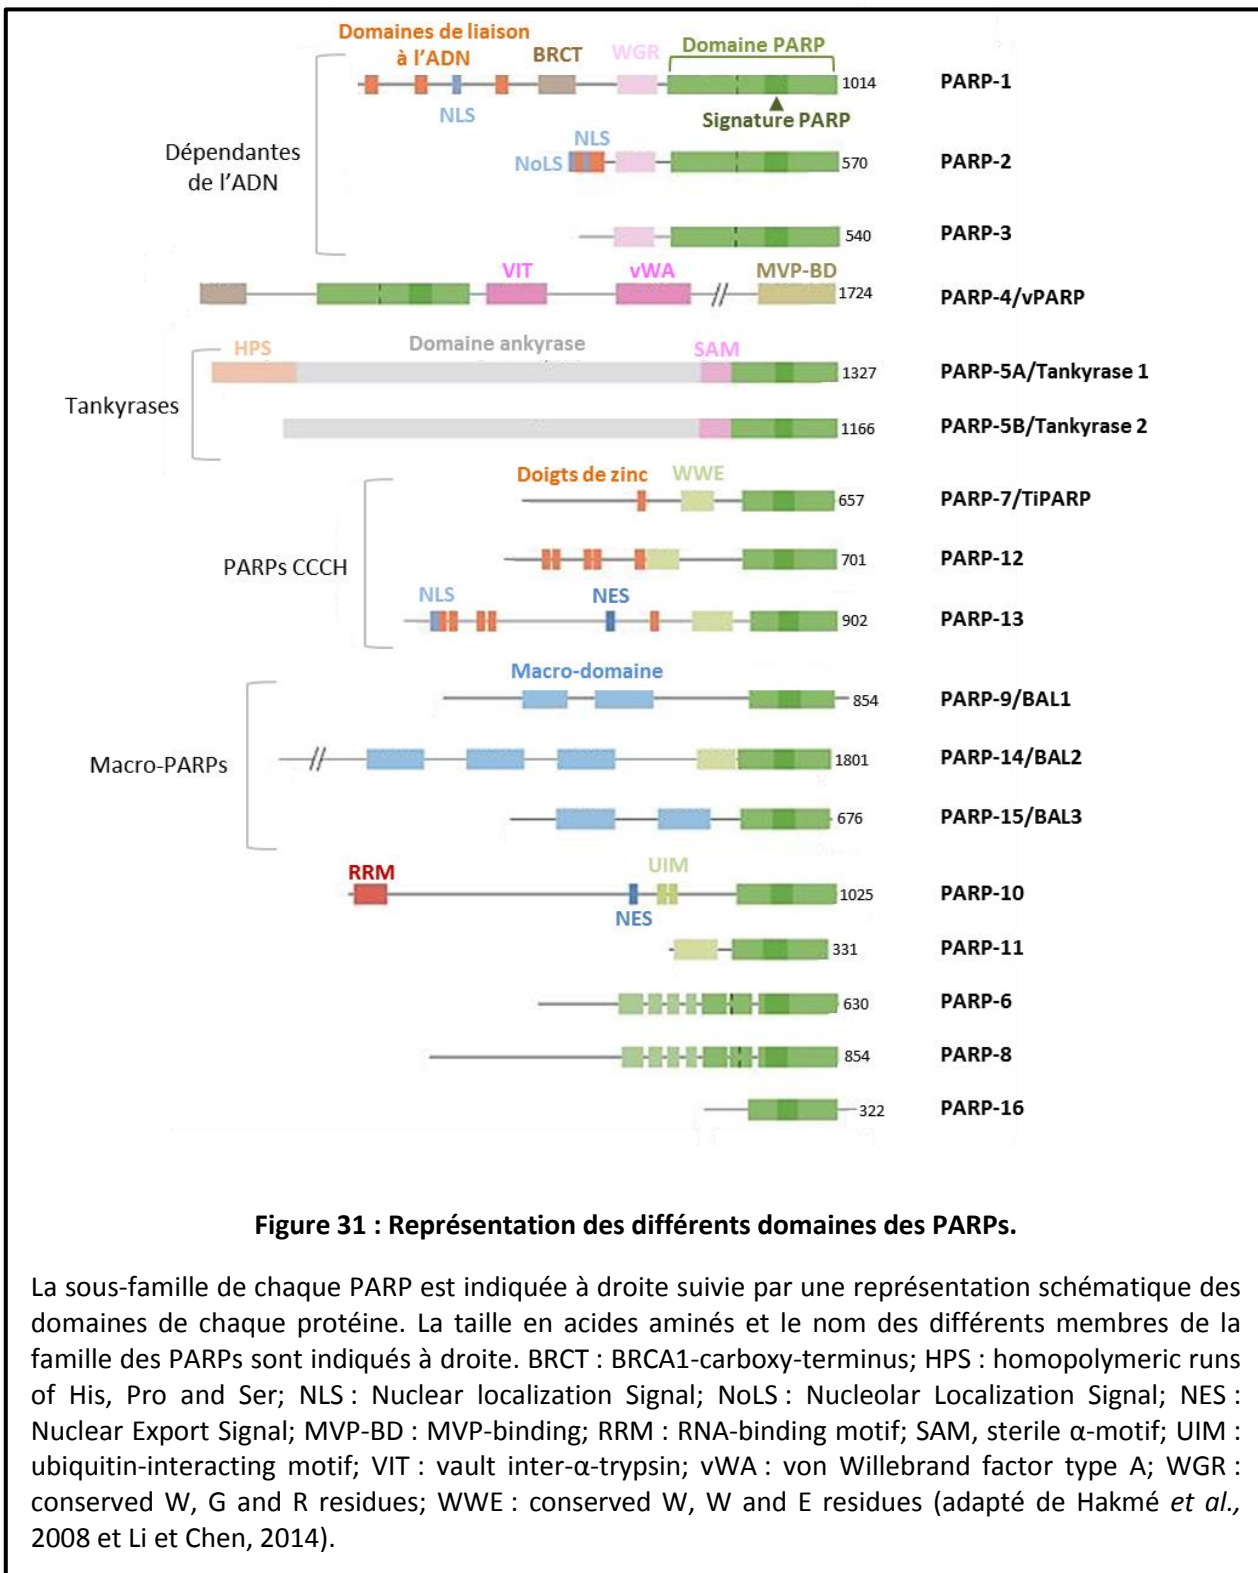 Domaines de liaison
à l'ADN
BRCT
WGR
Domaine PARP
1014
PARP-1
NLS
Signature PARP
Dépendantes
de l'ADN
NLS
NoLS
570
PARP-2
540
PARP-3
VIT
vWA
MVP-BD
1724
PARP-4/vPARP
HPS
Domaine ankyrase
SAM
1327
PARP-5A/Tankyrase 1
Tankyrases
1166
PARP-5B/Tankyrase 2
Doigts de zinc
WWE
657
PARP-7/TiPARP
PARPs CCCH
701
PARP-12
NLS
NES
902
PARP-13
Macro-domaine
854
PARP-9/BAL1
Macro-PARPs
1801
PARP-14/BAL2
676
PARP-15/BAL3
RRM
UIM
1025
PARP-10
NES
331
PARP-11
630
PARP-6
854
PARP-8
322
PARP-16
Figure 31 : Représentation des différents domaines des PARPs.
La sous-famille de chaque PARP est indiquée à droite suivie par une représentation schématique des
domaines de chaque protéine. La taille en acides aminés et le nom des différents membres de la
famille des PARPs sont indiqués à droite. BRCT : BRCA1-carboxy-terminus; HPS : homopolymeric runs
of His, Pro and Ser; NLS : Nuclear localization Signal; NoLS : Nucleolar Localization Signal; NES :
Nuclear Export Signal; MVP-BD : MVP-binding; RRM : RNA-binding motif; SAM, sterile α-motif; UIM :
ubiquitin-interacting motif; VIT : vault inter-α-trypsin; vWA : von Willebrand factor type A; WGR :
conserved W, G and R residues; WWE : conserved W, W and E residues (adapté de Hakmé et al.,
2008 et Li et Chen, 2014).